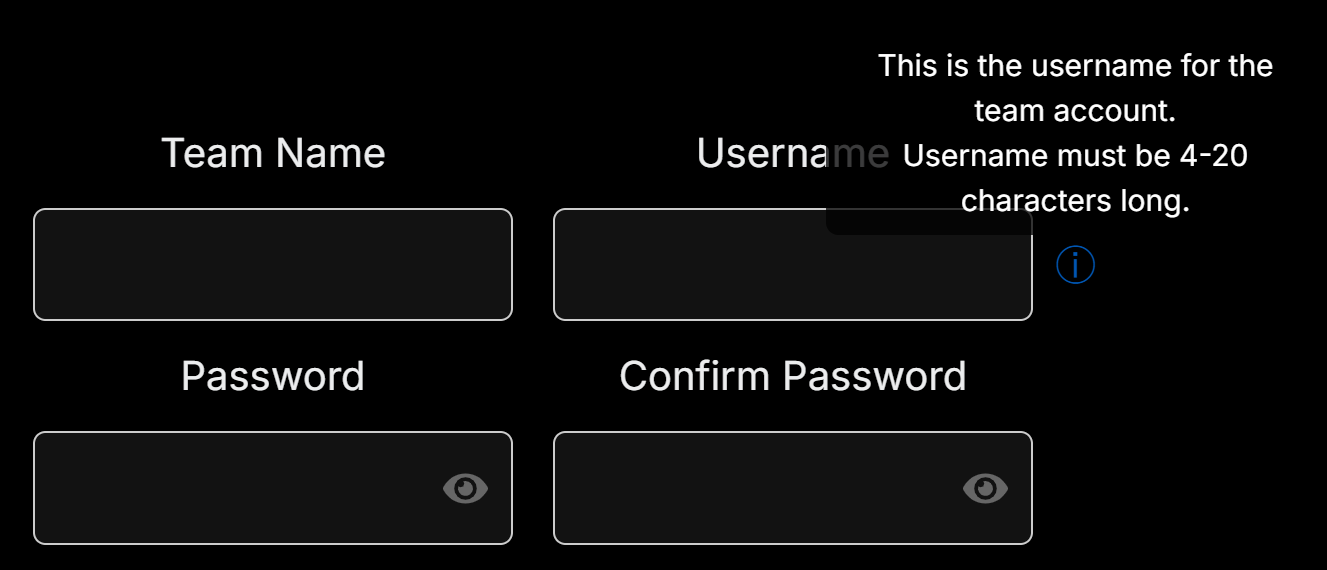 This is the username for the
team account.
Username must be 4-20
characters long.
Team Name
Username
Password
Confirm Password